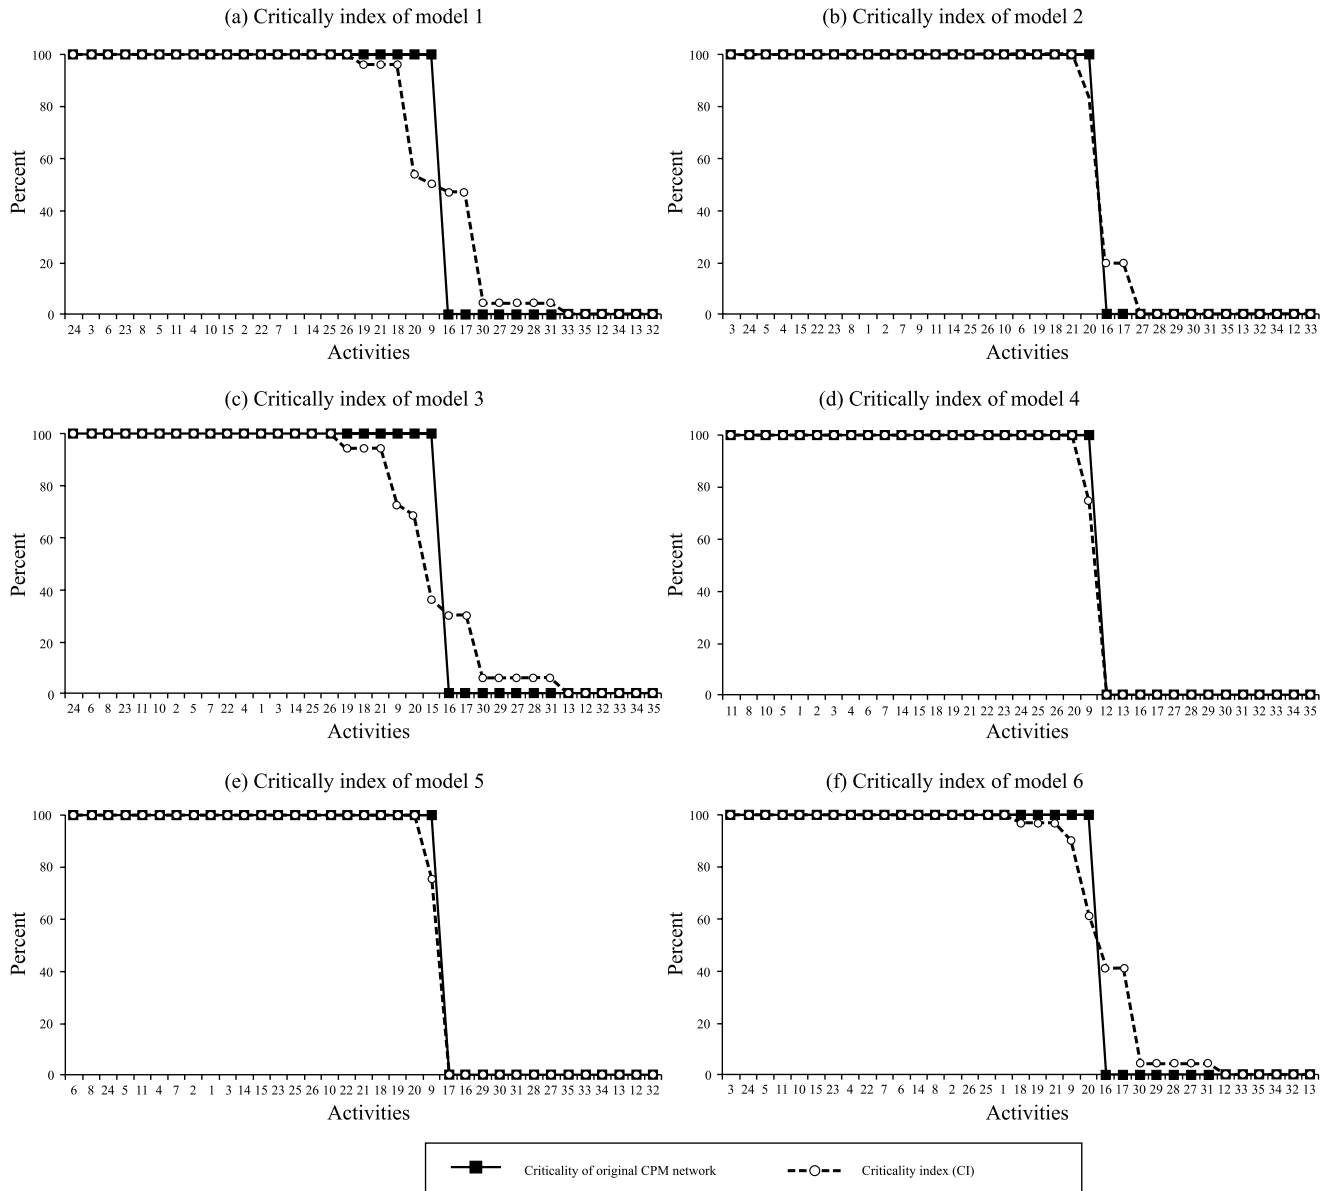 (a) Critically index of model 1
100
80
60
40
20
0
Percent
24 3 6 23 8 5 11 4 10 15 2 22 7 1 14 25 26 19 21 18 20 9 16 17 30 27 29 28 31 33 35 12 34 13 32
Activities
(b) Critically index of model 2
100
80
60
40
20
0
Percent
3 24 5 4 15 22 23 8 1 2 7 9 11 14 25 26 10 6 19 18 21 20 16 17 27 28 29 30 31 35 13 32 34 12 33
Activities
(c) Critically index of model 3
100
80
60
40
20
0
Percent
24 6 8 23 11 10 2 5 7 22 4 1 3 14 25 26 19 18 21 9 20 15 16 17 30 29 27 28 31 13 12 32 33 34 35
Activities
(d) Critically index of model 4
100
80
60
40
20
0
Percent
11 8 10 5 1 2 3 4 6 7 14 15 18 19 21 22 23 24 25 26 20 9 12 13 16 17 27 28 29 30 31 32 33 34 35
Activities
(e) Critically index of model 5
100
80
60
40
20
0
Percent
6 8 24 5 11 4 7 2 1 3 14 15 23 25 26 10 22 21 18 19 20 9 17 16 29 30 31 28 27 35 33 34 13 12 32
Activities
(f) Critically index of model 6
100
80
60
40
20
0
Percent
3 24 5 11 10 15 23 4 22 7 6 14 8 2 26 25 1 18 19 21 9 20 16 17 30 29 28 27 31 12 33 35 34 32 13
Activities
Criticality of original CPM network
Criticality index (CI)